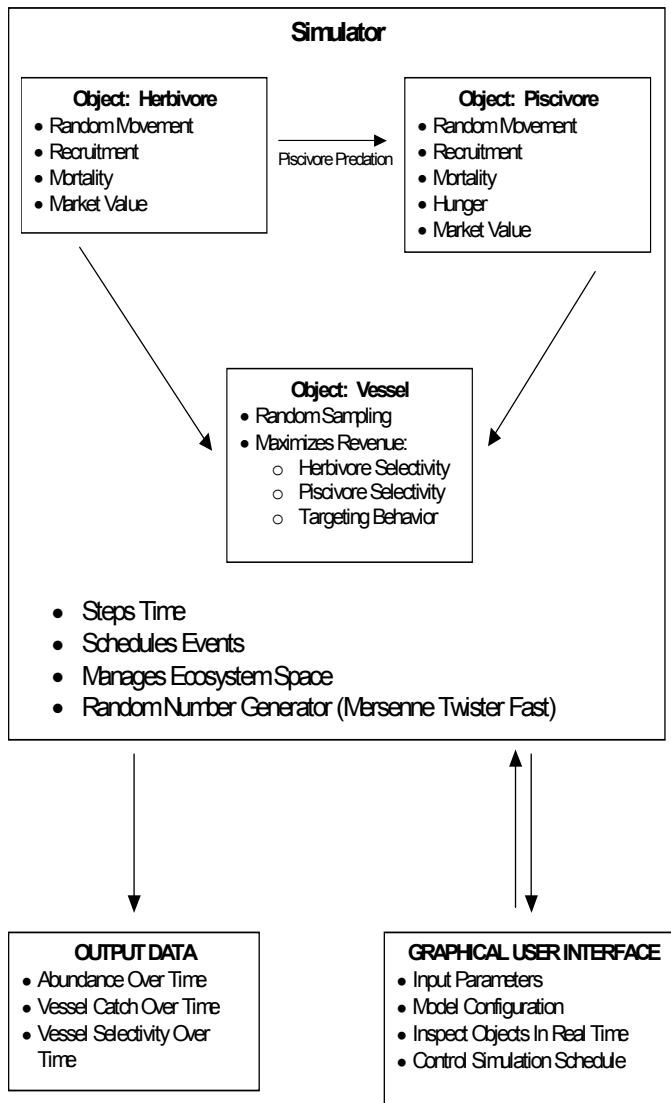 Simulator
Object: Herbivore
• Random Movement
• Recruitment
• Mortality
• Market Value
Piscivore Predation
Object: Piscivore
• Random Movement
• Recruitment
• Mortality
• Hunger
• Market Value
Object: Vessel
• Random Sampling
• Maximizes Revenue:
o Herbivore Selectivity
o Piscivore Selectivity
o Targeting Behavior
• Steps Time
• Schedules Events
• Manages Ecosystem Space
• Random Number Generator (Mersenne Twister Fast)
OUTPUT DATA
• Abundance Over Time
• Vessel Catch Over Time
• Vessel Selectivity Over
Time
GRAPHICAL USER INTERFACE
• Input Parameters
• Model Configuration
• Inspect Objects In Real Time
• Control Simulation Schedule